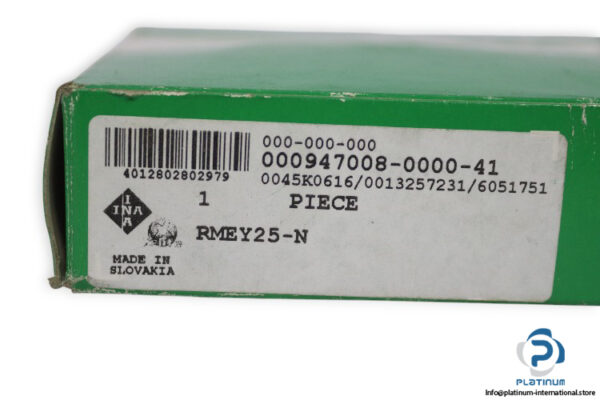 000-000-000
000947008-0000-41
4012802802979
0045K0616/0013257231/6051751
1 PIECE
INA
INA
RMEY25-N
MADE IN
SLOVAKIA
PLATINUM
Info@platinum-international.store